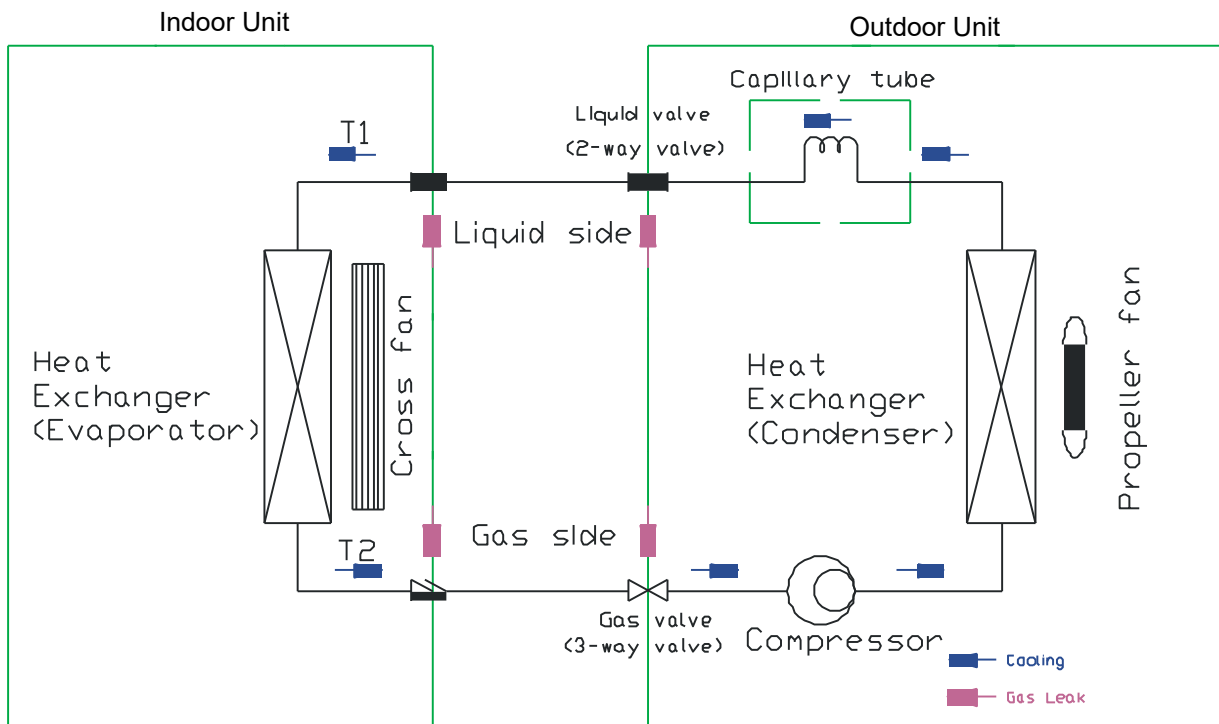 Indoor Unit
Outdoor Unit
Capillary tube
Liquid valve
(2-way valve)
T1
Liquid side
Heat
Exchanger
(Evaporator)
Cross fan
Heat
Exchanger
(Condenser)
Propeller fan
Gas side
T2
Gas valve
(3-way valve)
Compressor
Cooling
Gas Leak